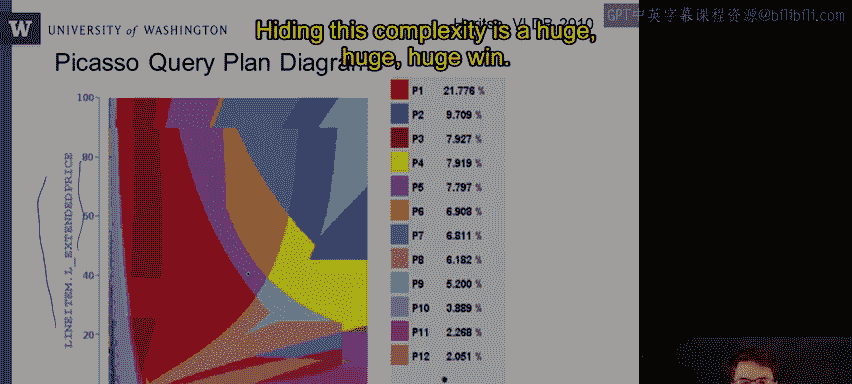 W UNIVERSITY of WASHINGTON
VLDB 2010
GPT中英字幕课程资源@bilibili.com
Hiding this complexity is a huge,
huge, huge win.
Picasso Query Plan Diagram
100
80
60
40
20
LINEITEM.L_EXTENDEDPRICE
P1 21.776 %
P2 9.709 %
P3 7.927 %
P4 7.919 %
P5 7.797 %
P6 6.908 %
P7 6.811 %
P8 6.182 %
P9 5.200 %
P10 3.889 %
P11 2.268 %
P12 2.051 %